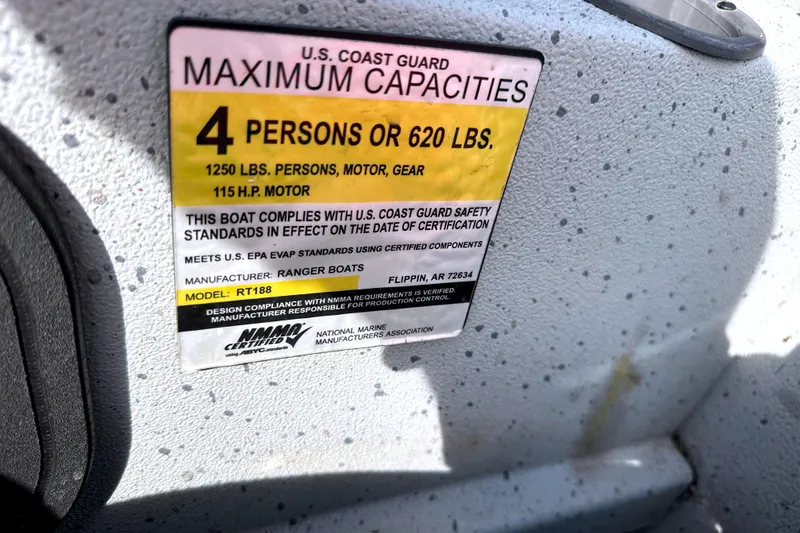 U.S. COAST GUARD
MAXIMUM CAPACITIES
4 PERSONS OR 620 LBS.
1250 LBS. PERSONS, MOTOR, GEAR
115 H.P. MOTOR
THIS BOAT COMPLIES WITH U.S. COAST GUARD SAFETY
STANDARDS IN EFFECT ON THE DATE OF CERTIFICATION
MEETS U.S. EPA EVAP STANDARDS USING CERTIFIED COMPONENTS
MANUFACTURER: RANGER BOATS FLIPPIN, AR 72634
MODEL: RT188
DESIGN COMPLIANCE WITH NMMA REQUIREMENTS IS VERIFIED.
MANUFACTURER RESPONSIBLE FOR PRODUCTION CONTROL.
NMMA
CERTIFIED
using ABYC standards
NATIONAL MARINE
MANUFACTURERS ASSOCIATION